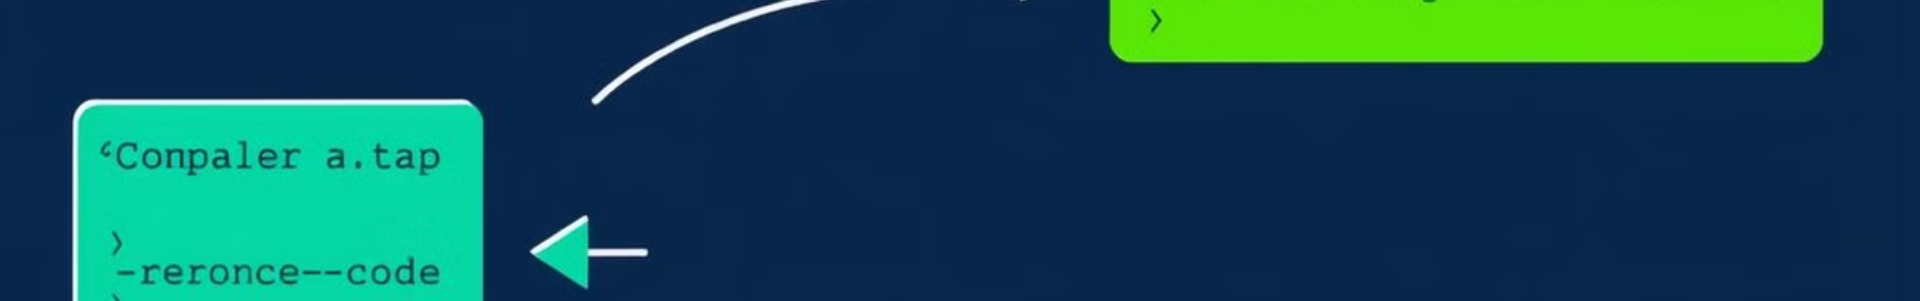 ›
‘Conpaler a.tap
›
-reronce--code